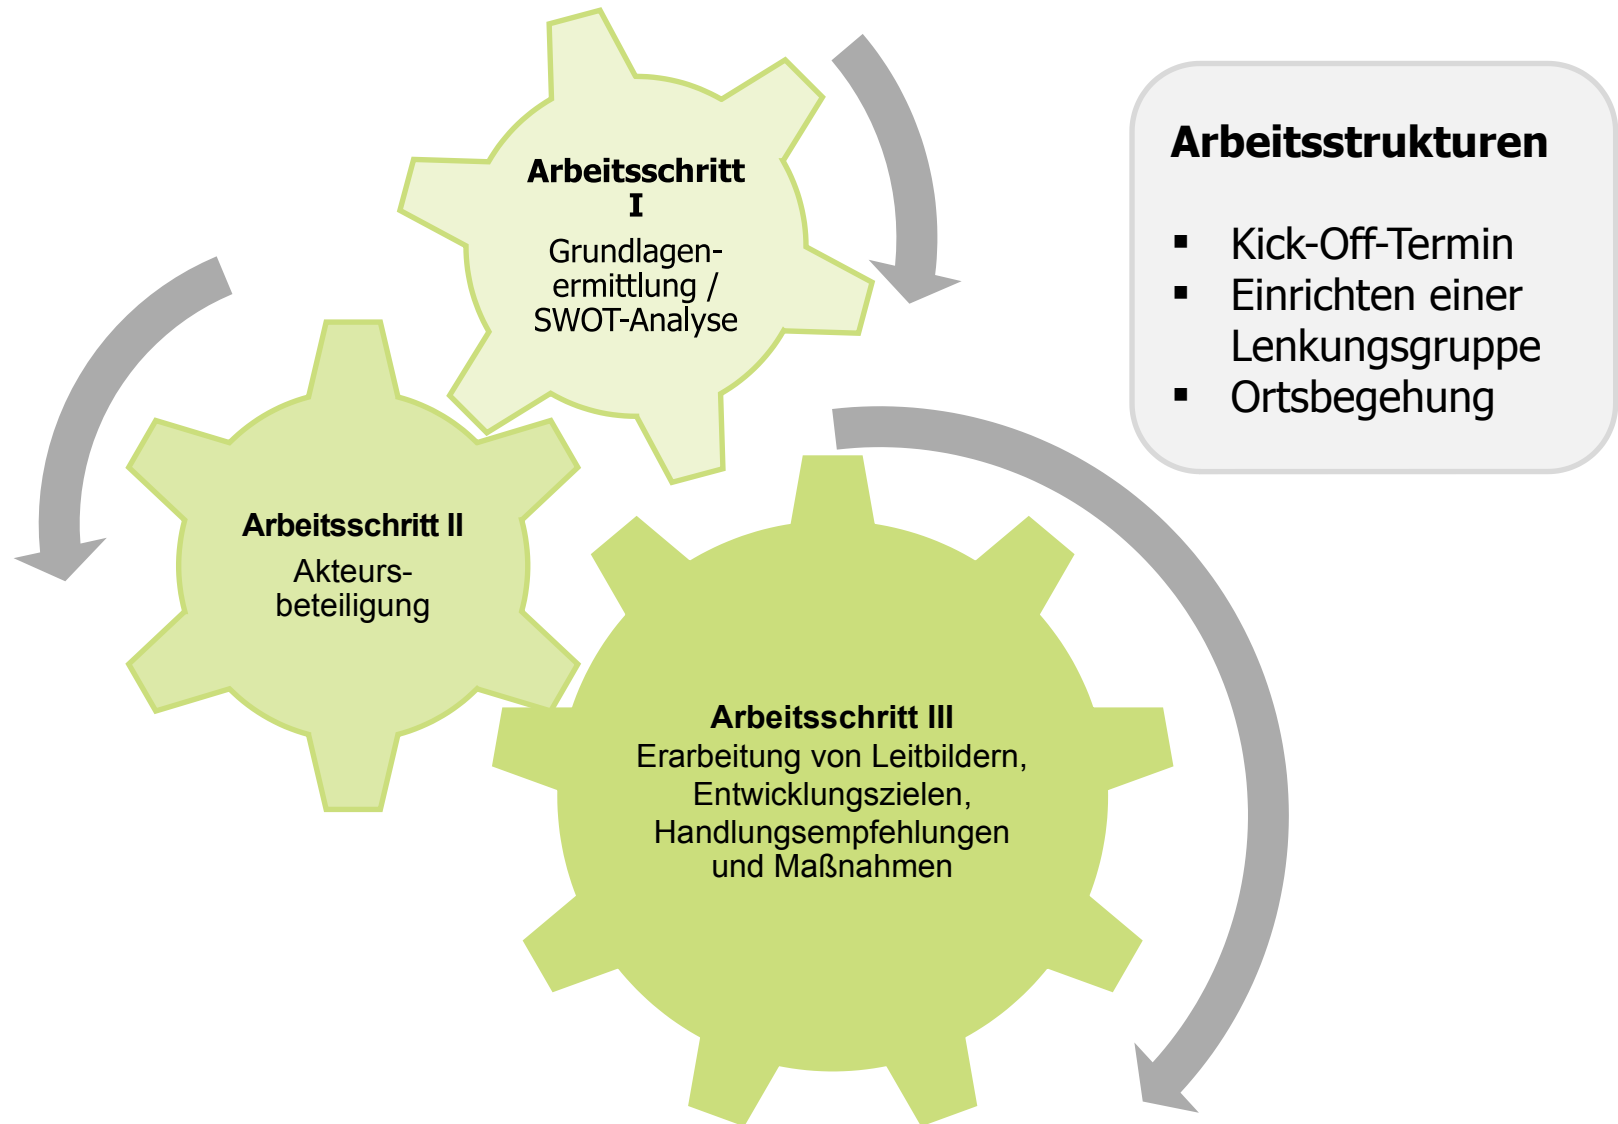 Arbeitsschritt
I
Grundlagen-
ermittlung /
SWOT-Analyse
Arbeitsschritt II
Akteurs-
beteiligung
Arbeitsschritt III
Erarbeitung von Leitbildern,
Entwicklungszielen,
Handlungsempfehlungen
und Maßnahmen
Arbeitsstrukturen
▪ Kick-Off-Termin
▪ Einrichten einer
Lenkungsgruppe
▪ Ortsbegehung